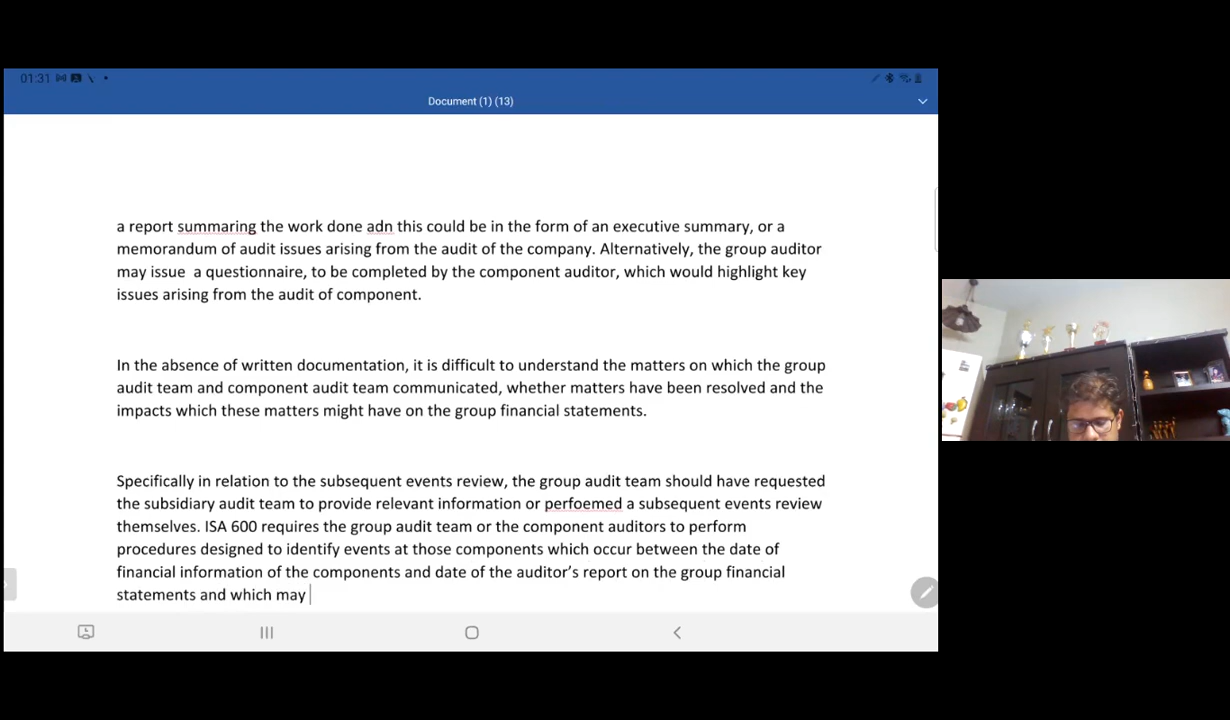 01:31
Document (1) (13)
a report summaring the work done adn this could be in the form of an executive summary, or a
memorandum of audit issues arising from the audit of the company. Alternatively, the group auditor
may issue  a questionnaire, to be completed by the component auditor, which would highlight key
issues arising from the audit of component.
In the absence of written documentation, it is difficult to understand the matters on which the group
audit team and component audit team communicated, whether matters have been resolved and the
impacts which these matters might have on the group financial statements.
Specifically in relation to the subsequent events review, the group audit team should have requested
the subsidiary audit team to provide relevant information or perfoemed a subsequent events review
themselves. ISA 600 requires the group audit team or the component auditors to perform
procedures designed to identify events at those components which occur between the date of
financial information of the components and date of the auditor's report on the group financial
statements and which may